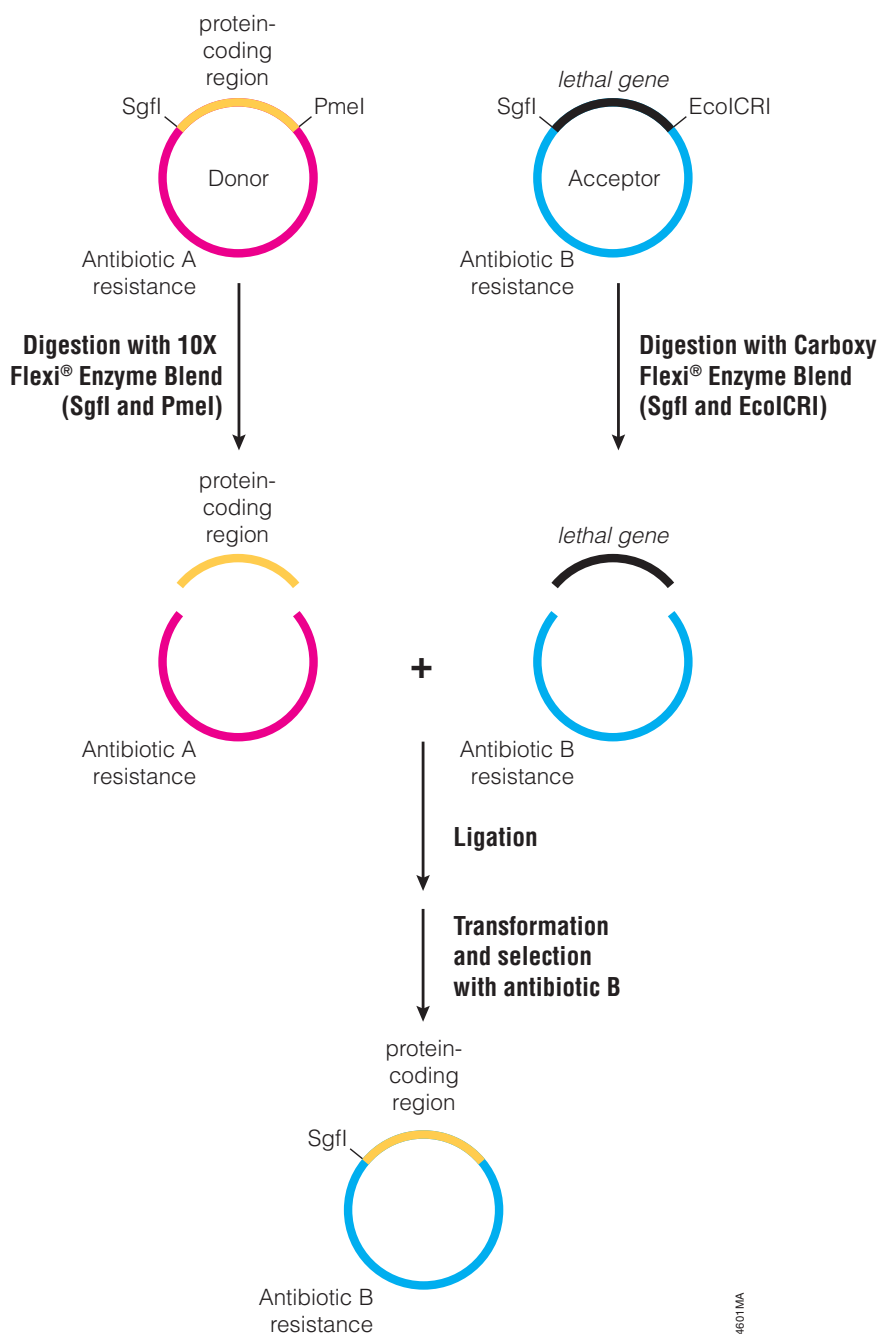 protein-
coding
region
SgfI
PmeI
Donor
Antibiotic A
resistance
lethal gene
SgfI
EcoICRI
Acceptor
Antibiotic B
resistance
Digestion with 10X
Flexi® Enzyme Blend
(SgfI and PmeI)
Digestion with Carboxy
Flexi® Enzyme Blend
(SgfI and EcoICRI)
protein-
coding
region
Antibiotic A
resistance
+
lethal gene
Antibiotic B
resistance
Ligation
Transformation
and selection
with antibiotic B
protein-
coding
region
SgfI
Antibiotic B
resistance
4601MA